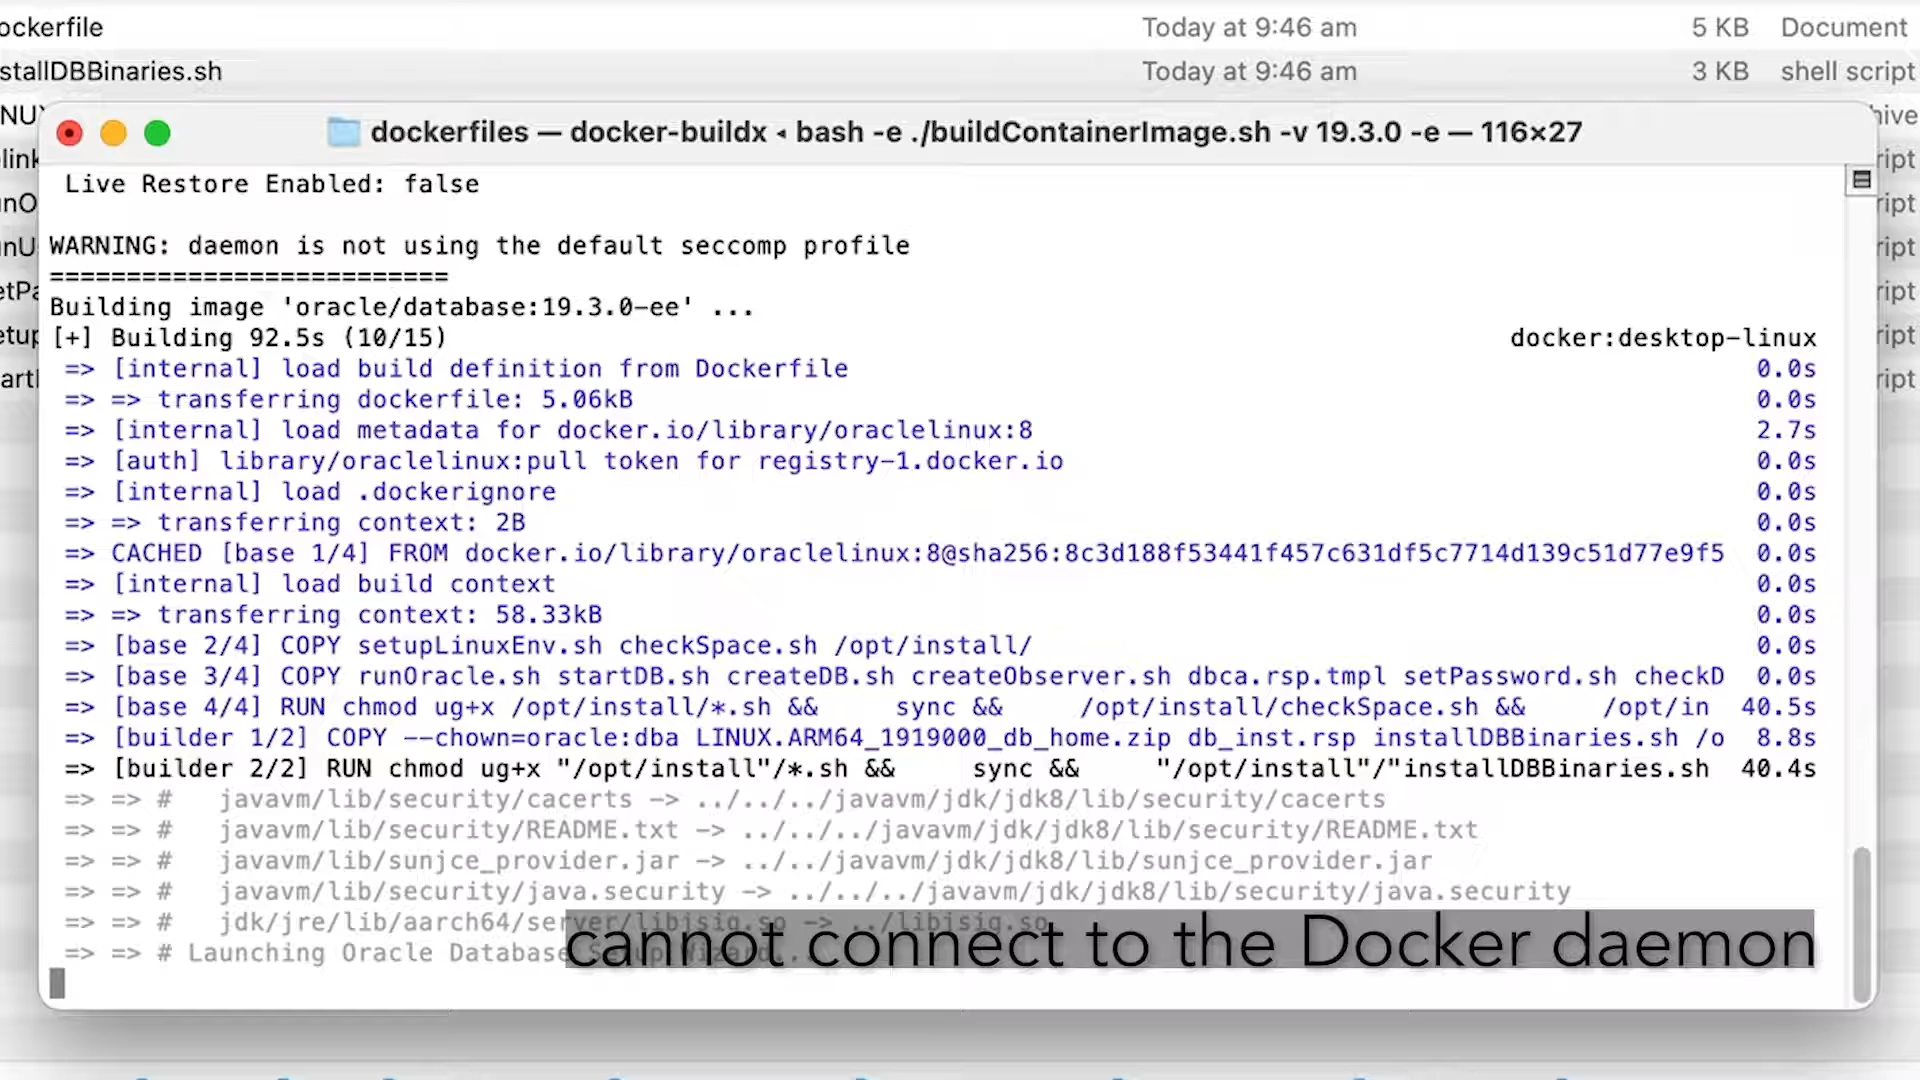 ockerfile Today at 9:46 am 5 KB Document
stallDBBinaries.sh Today at 9:46 am 3 KB shell script
dockerfiles — docker-buildx ◂ bash -e ./buildContainerImage.sh -v 19.3.0 -e — 116×27
Live Restore Enabled: false
WARNING: daemon is not using the default seccomp profile
==========================
Building image 'oracle/database:19.3.0-ee' ...
[+] Building 92.5s (10/15) docker:desktop-linux
=> [internal] load build definition from Dockerfile 0.0s
=> => transferring dockerfile: 5.06kB 0.0s
=> [internal] load metadata for docker.io/library/oraclelinux:8 2.7s
=> [auth] library/oraclelinux:pull token for registry-1.docker.io 0.0s
=> [internal] load .dockerignore 0.0s
=> => transferring context: 2B 0.0s
=> CACHED [base 1/4] FROM docker.io/library/oraclelinux:8@sha256:8c3d188f53441f457c631df5c7714d139c51d77e9f5 0.0s
=> [internal] load build context 0.0s
=> => transferring context: 58.33kB 0.0s
=> [base 2/4] COPY setupLinuxEnv.sh checkSpace.sh /opt/install/ 0.0s
=> [base 3/4] COPY runOracle.sh startDB.sh createDB.sh createObserver.sh dbca.rsp.tmpl setPassword.sh checkD 0.0s
=> [base 4/4] RUN chmod ug+x /opt/install/*.sh && sync && /opt/install/checkSpace.sh && /opt/in 40.5s
=> [builder 1/2] COPY --chown=oracle:dba LINUX.ARM64_1919000_db_home.zip db_inst.rsp installDBBinaries.sh /o 8.8s
=> [builder 2/2] RUN chmod ug+x "/opt/install"/*.sh && sync && "/opt/install"/"installDBBinaries.sh 40.4s
=> => # javavm/lib/security/cacerts -> ../../../javavm/jdk/jdk8/lib/security/cacerts
=> => # javavm/lib/security/README.txt -> ../../../javavm/jdk/jdk8/lib/security/README.txt
=> => # javavm/lib/sunjce_provider.jar -> ../../javavm/jdk/jdk8/lib/sunjce_provider.jar
=> => # javavm/lib/security/java.security -> ../../../javavm/jdk/jdk8/lib/security/java.security
=> => # jdk/jre/lib/aarch64/server/libjsig.so -> ../libjsig.so
=> => # Launching Oracle Database Setup Wizard...
cannot connect to the Docker daemon